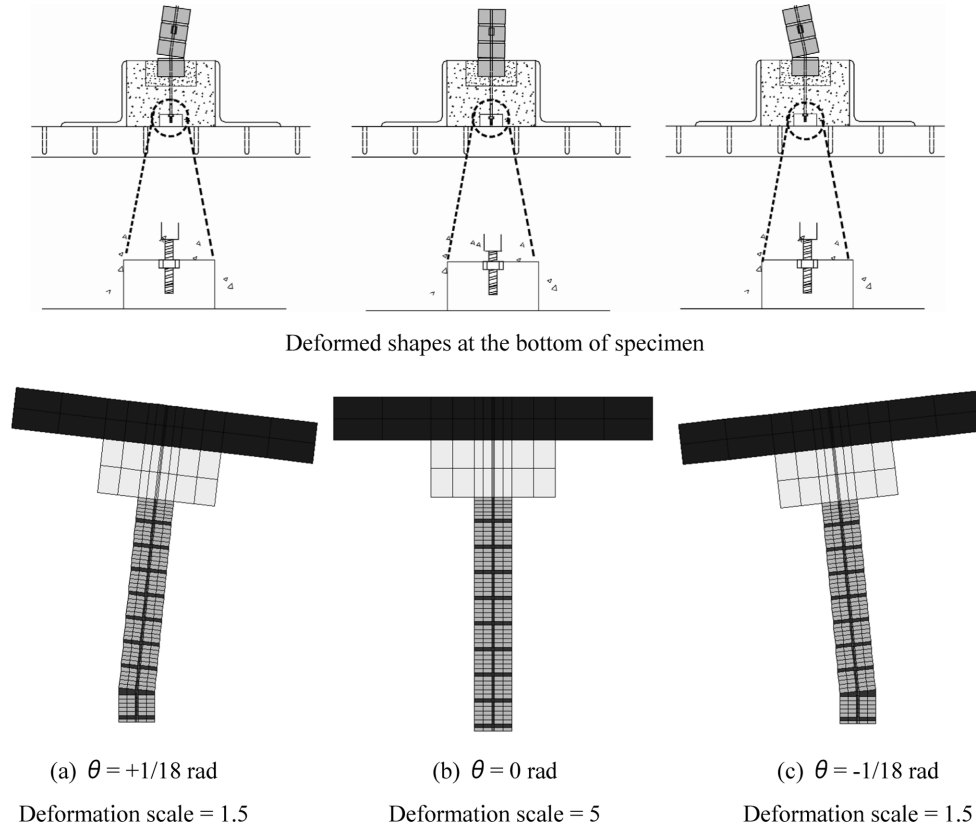 Deformed shapes at the bottom of specimen
(a) θ = +1/18 rad
(b) θ = 0 rad
(c) θ = -1/18 rad
Deformation scale = 1.5
Deformation scale = 5
Deformation scale = 1.5